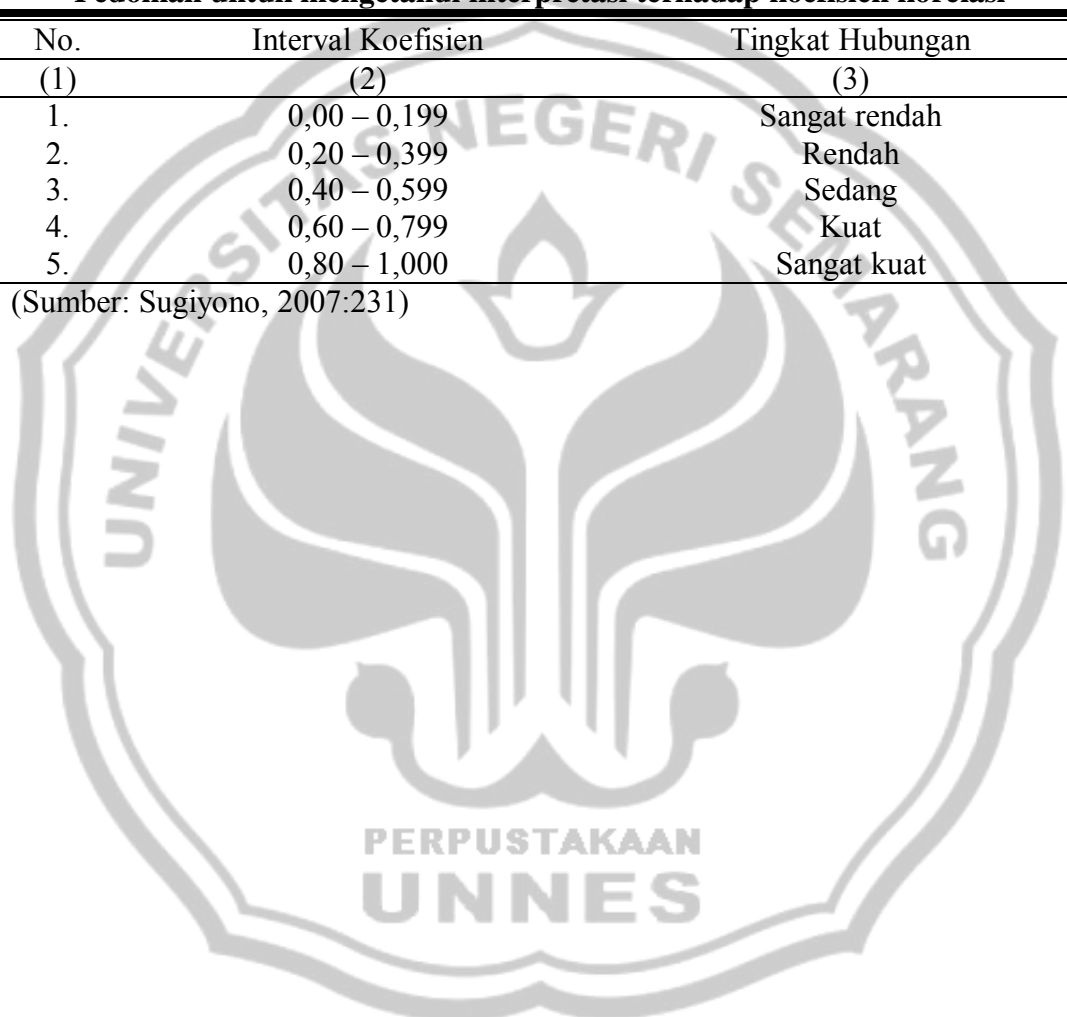 Pedoman untuk mengetahui interpretasi terhadap koefisien korelasi
No. Interval Koefisien Tingkat Hubungan
(1) (2) (3)
1. 0,00 – 0,199 Sangat rendah
2. 0,20 – 0,399 Rendah
3. 0,40 – 0,599 Sedang
4. 0,60 – 0,799 Kuat
5. 0,80 – 1,000 Sangat kuat
(Sumber: Sugiyono, 2007:231)
UNIVERSITAS NEGERI SEMARANG
PERPUSTAKAAN
UNNES